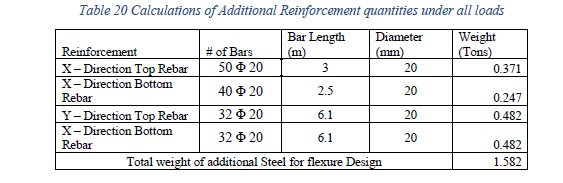 Table 20 Calculations of Additional Reinforcement quantities under all loads
Reinforcement # of Bars Bar Length (m) Diameter (mm) Weight (Tons)
X – Direction Top Rebar 50 Φ 20 3 20 0.371
X – Direction Bottom Rebar 40 Φ 20 2.5 20 0.247
Y – Direction Top Rebar 32 Φ 20 6.1 20 0.482
X – Direction Bottom Rebar 32 Φ 20 6.1 20 0.482
Total weight of additional Steel for flexure Design 1.582